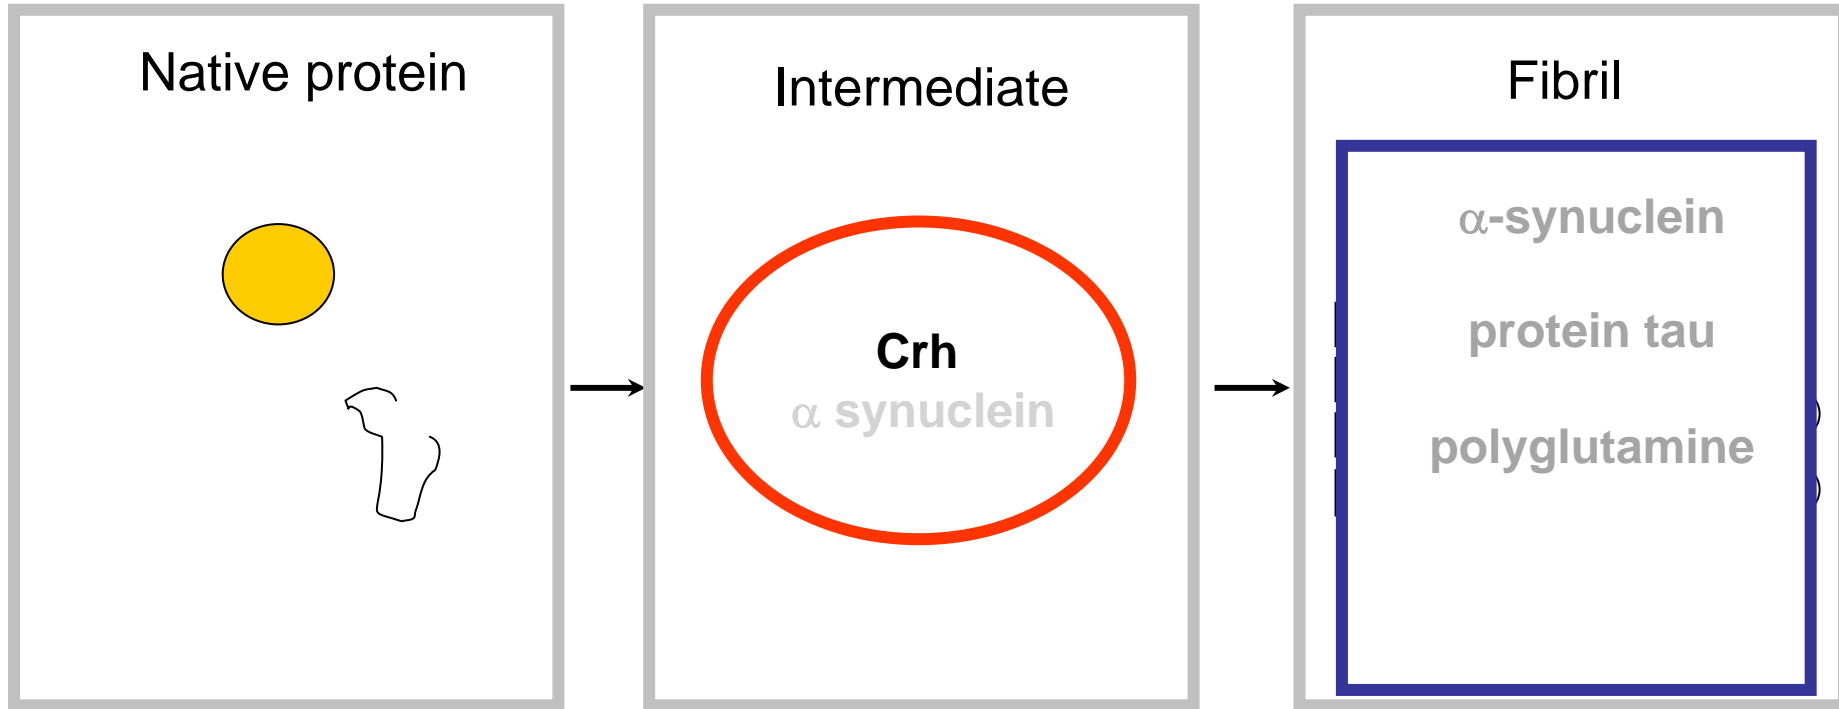 Native protein
Intermediate
Fibril
Crh
α synuclein
α-synuclein
protein tau
polyglutamine